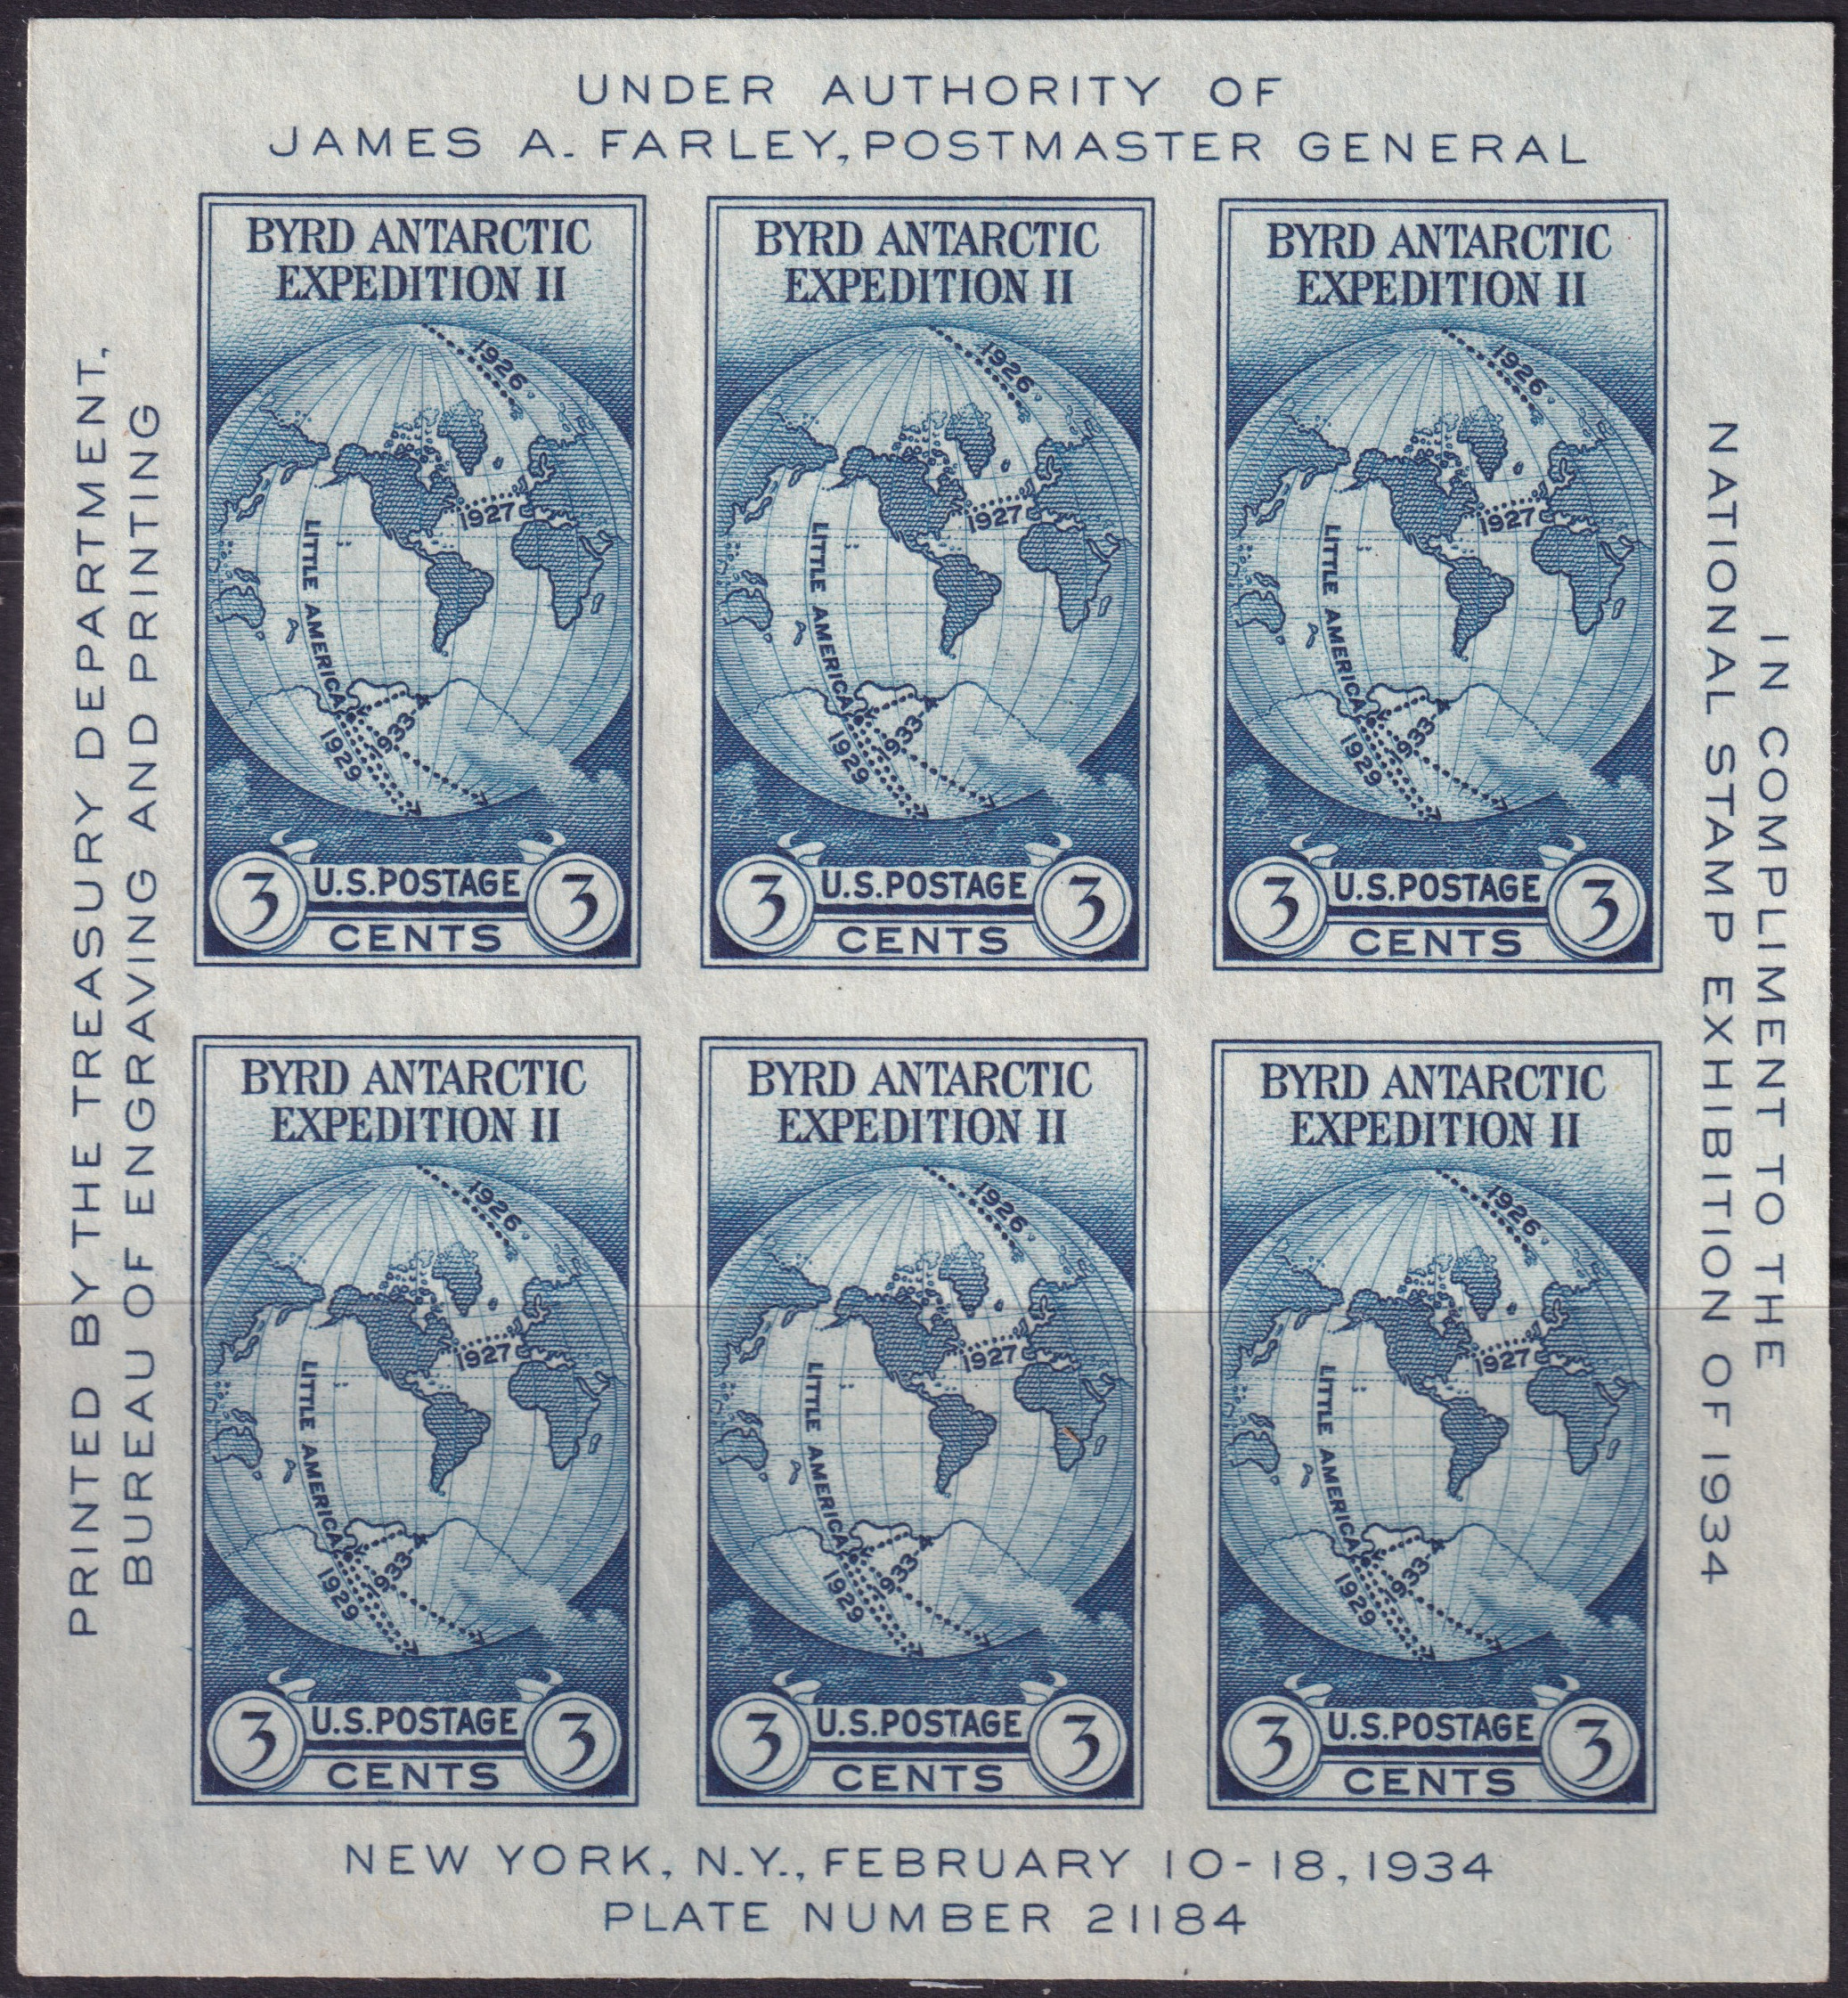 UNDER AUTHORITY OF
JAMES A. FARLEY, POSTMASTER GENERAL
PRINTED BY THE TREASURY DEPARTMENT,
BUREAU OF ENGRAVING AND PRINTING
BYRD ANTARCTIC
EXPEDITION II
1926
1927
LITTLE AMERICA
1933
1929
3 U.S.POSTAGE 3
CENTS
BYRD ANTARCTIC
EXPEDITION II
1926
1927
LITTLE AMERICA
1933
1929
3 U.S.POSTAGE 3
CENTS
BYRD ANTARCTIC
EXPEDITION II
1926
1927
LITTLE AMERICA
1933
1929
3 U.S.POSTAGE 3
CENTS
BYRD ANTARCTIC
EXPEDITION II
1926
1927
LITTLE AMERICA
1933
1929
3 U.S.POSTAGE 3
CENTS
BYRD ANTARCTIC
EXPEDITION II
1926
1927
LITTLE AMERICA
1933
1929
3 U.S.POSTAGE 3
CENTS
BYRD ANTARCTIC
EXPEDITION II
1926
1927
LITTLE AMERICA
1933
1929
3 U.S.POSTAGE 3
CENTS
IN COMPLIMENT TO THE
NATIONAL STAMP EXHIBITION OF 1934
NEW YORK, N.Y., FEBRUARY 10-18, 1934
PLATE NUMBER 21184